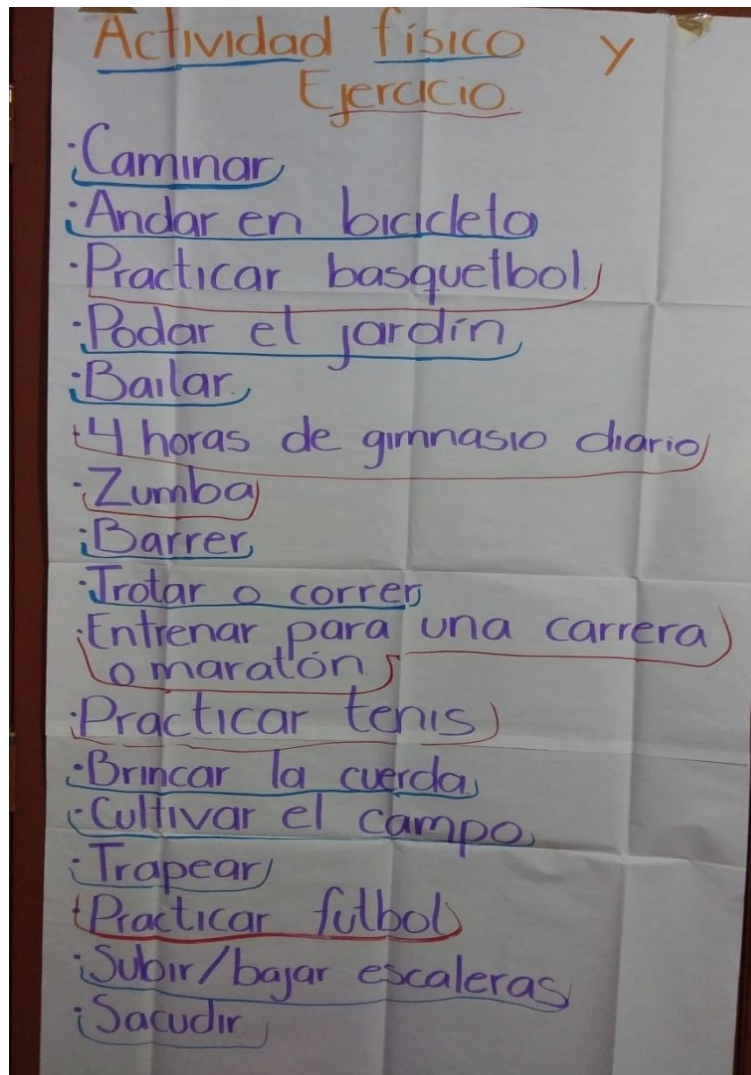 Actividad físico y
Ejercicio
·Caminar
·Andar en bicicleta
·Practicar basquetbol
·Podar el jardín
·Bailar
·4 horas de gimnasio diario
·Zumba
·Barrer
·Trotar o correr
·Entrenar para una carrera
o maratón
·Practicar tenis
·Brincar la cuerda
·Cultivar el campo
·Trapear
·Practicar futbol
·Subir/bajar escaleras
·Sacudir